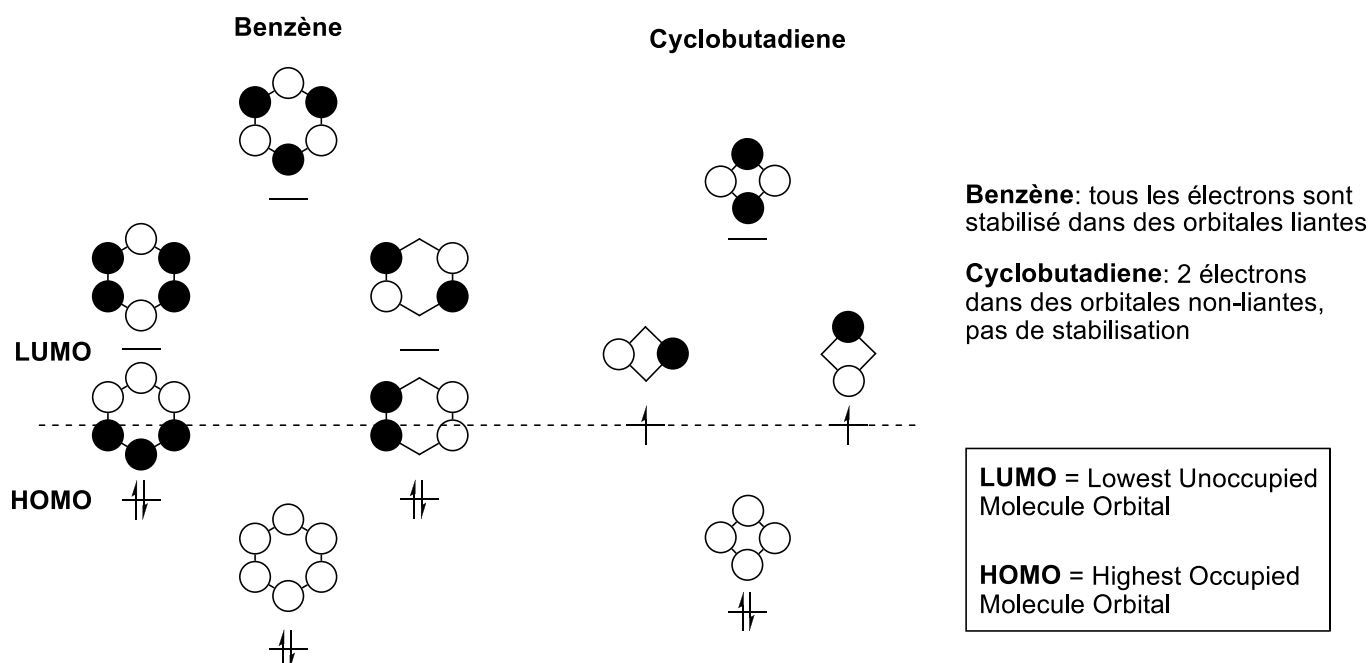 Benzène
Cyclobutadiene
LUMO
HOMO
Benzène: tous les électrons sont
stabilisé dans des orbitales liantes
Cyclobutadiene: 2 électrons
dans des orbitales non-liantes,
pas de stabilisation
LUMO = Lowest Unoccupied
Molecule Orbital
HOMO = Highest Occupied
Molecule Orbital